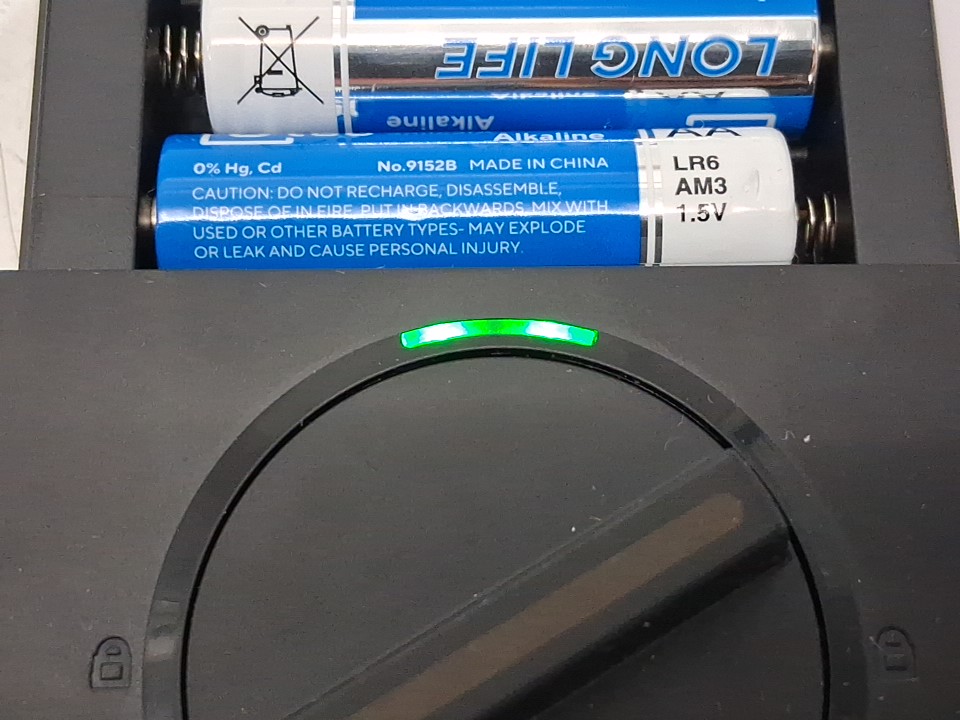 LONG LIFE
Alkaline
AA
Alkaline
AA
0% Hg, Cd No.9152B MADE IN CHINA
CAUTION: DO NOT RECHARGE, DISASSEMBLE,
DISPOSE OF IN FIRE, PUT IN BACKWARDS, MIX WITH
USED OR OTHER BATTERY TYPES- MAY EXPLODE
OR LEAK AND CAUSE PERSONAL INJURY.
LR6
AM3
1.5V